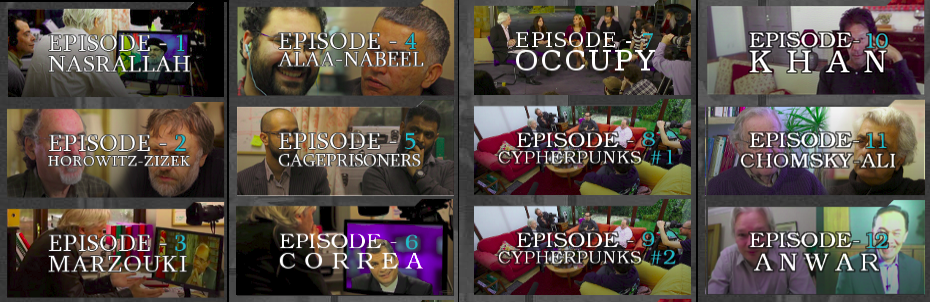 EPISODE - 1
NASRALLAH
EPISODE - 2
HOROWITZ-ZIZEK
EPISODE - 3
MARZOUKI
EPISODE - 4
ALAA-NABEEL
EPISODE - 5
CAGEPRISONERS
EPISODE - 6
CORREA
EPISODE - 7
OCCUPY
EPISODE - 8
CYPHERPUNKS #1
EPISODE - 9
CYPHERPUNKS #2
EPISODE-10
KHAN
EPISODE-11
CHOMSKY-ALI
EPISODE-12
ANWAR